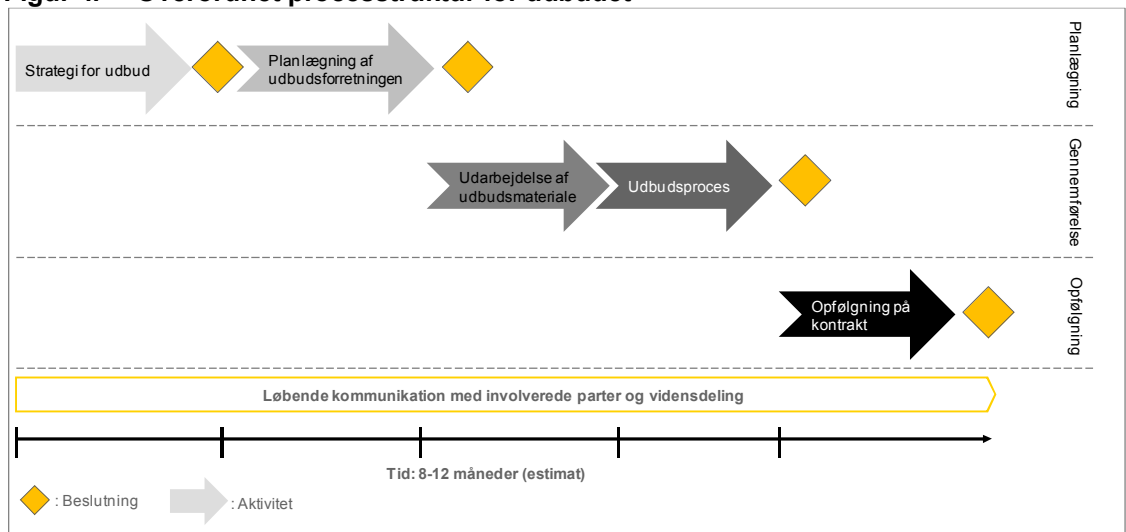 Strategi for udbud
Planlægning af
udbudsforretningen
Planlægning
Udarbejdelse af
udbudsmateriale
Udbudsproces
Gennemførelse
Opfølgning på
kontrakt
Opfølgning
Løbende kommunikation med involverede parter og vidensdeling
Tid: 8-12 måneder (estimat)
: Beslutning
: Aktivitet